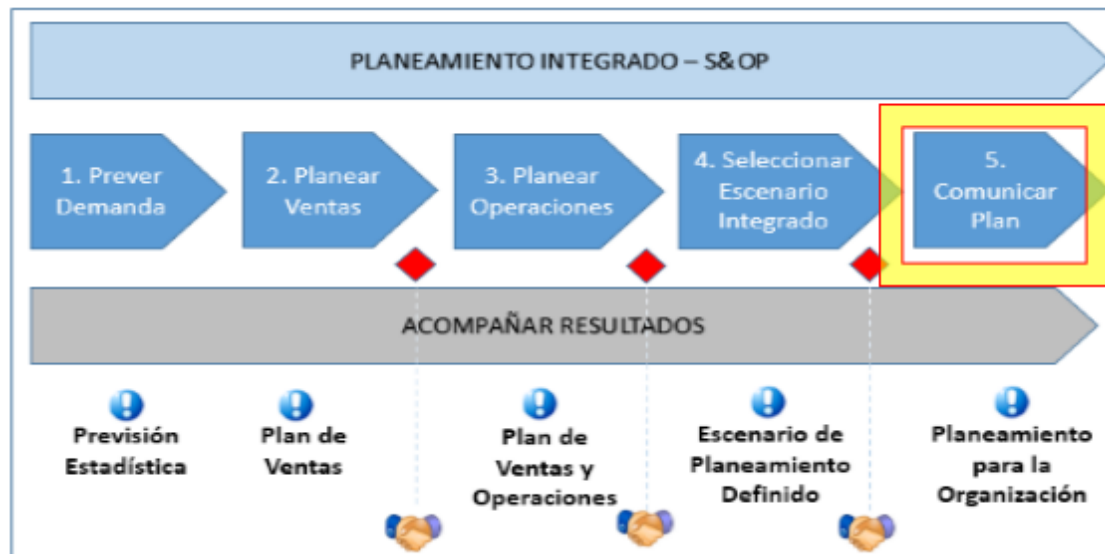 PLANEAMIENTO INTEGRADO – S&OP
1. Prever
Demanda
2. Planear
Ventas
3. Planear
Operaciones
4. Seleccionar
Escenario
Integrado
5.
Comunicar
Plan
ACOMPAÑAR RESULTADOS
Previsión
Estadística
Plan de
Ventas
Plan de
Ventas y
Operaciones
Escenario de
Planeamiento
Definido
Planeamiento
para la
Organización